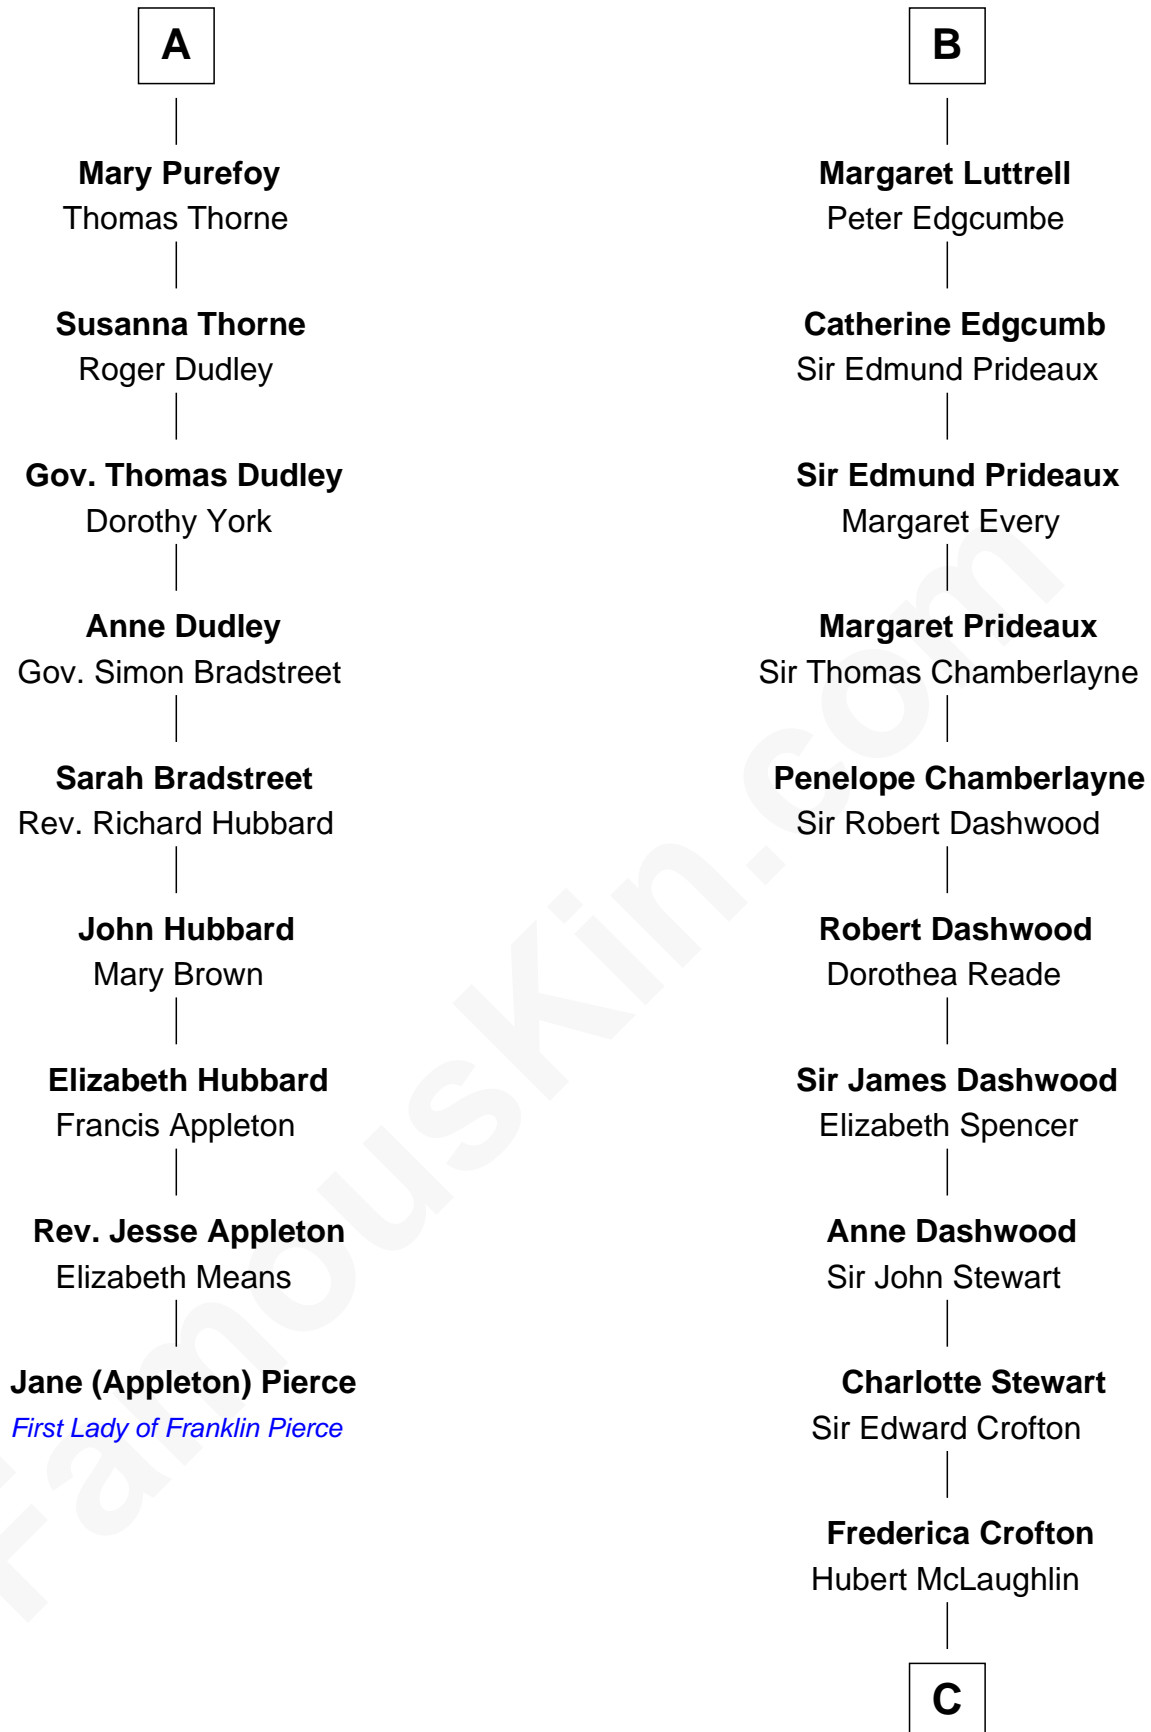 A
Mary Purefoy
Thomas Thorne
Susanna Thorne
Roger Dudley
Gov. Thomas Dudley
Dorothy York
Anne Dudley
Gov. Simon Bradstreet
Sarah Bradstreet
Rev. Richard Hubbard
John Hubbard
Mary Brown
Elizabeth Hubbard
Francis Appleton
Rev. Jesse Appleton
Elizabeth Means
Jane (Appleton) Pierce
First Lady of Franklin Pierce
B
Margaret Luttrell
Peter Edgcumbe
Catherine Edgcumb
Sir Edmund Prideaux
Sir Edmund Prideaux
Margaret Every
Margaret Prideaux
Sir Thomas Chamberlayne
Penelope Chamberlayne
Sir Robert Dashwood
Robert Dashwood
Dorothea Reade
Sir James Dashwood
Elizabeth Spencer
Anne Dashwood
Sir John Stewart
Charlotte Stewart
Sir Edward Crofton
Frederica Crofton
Hubert McLaughlin
C
FamousKin.com